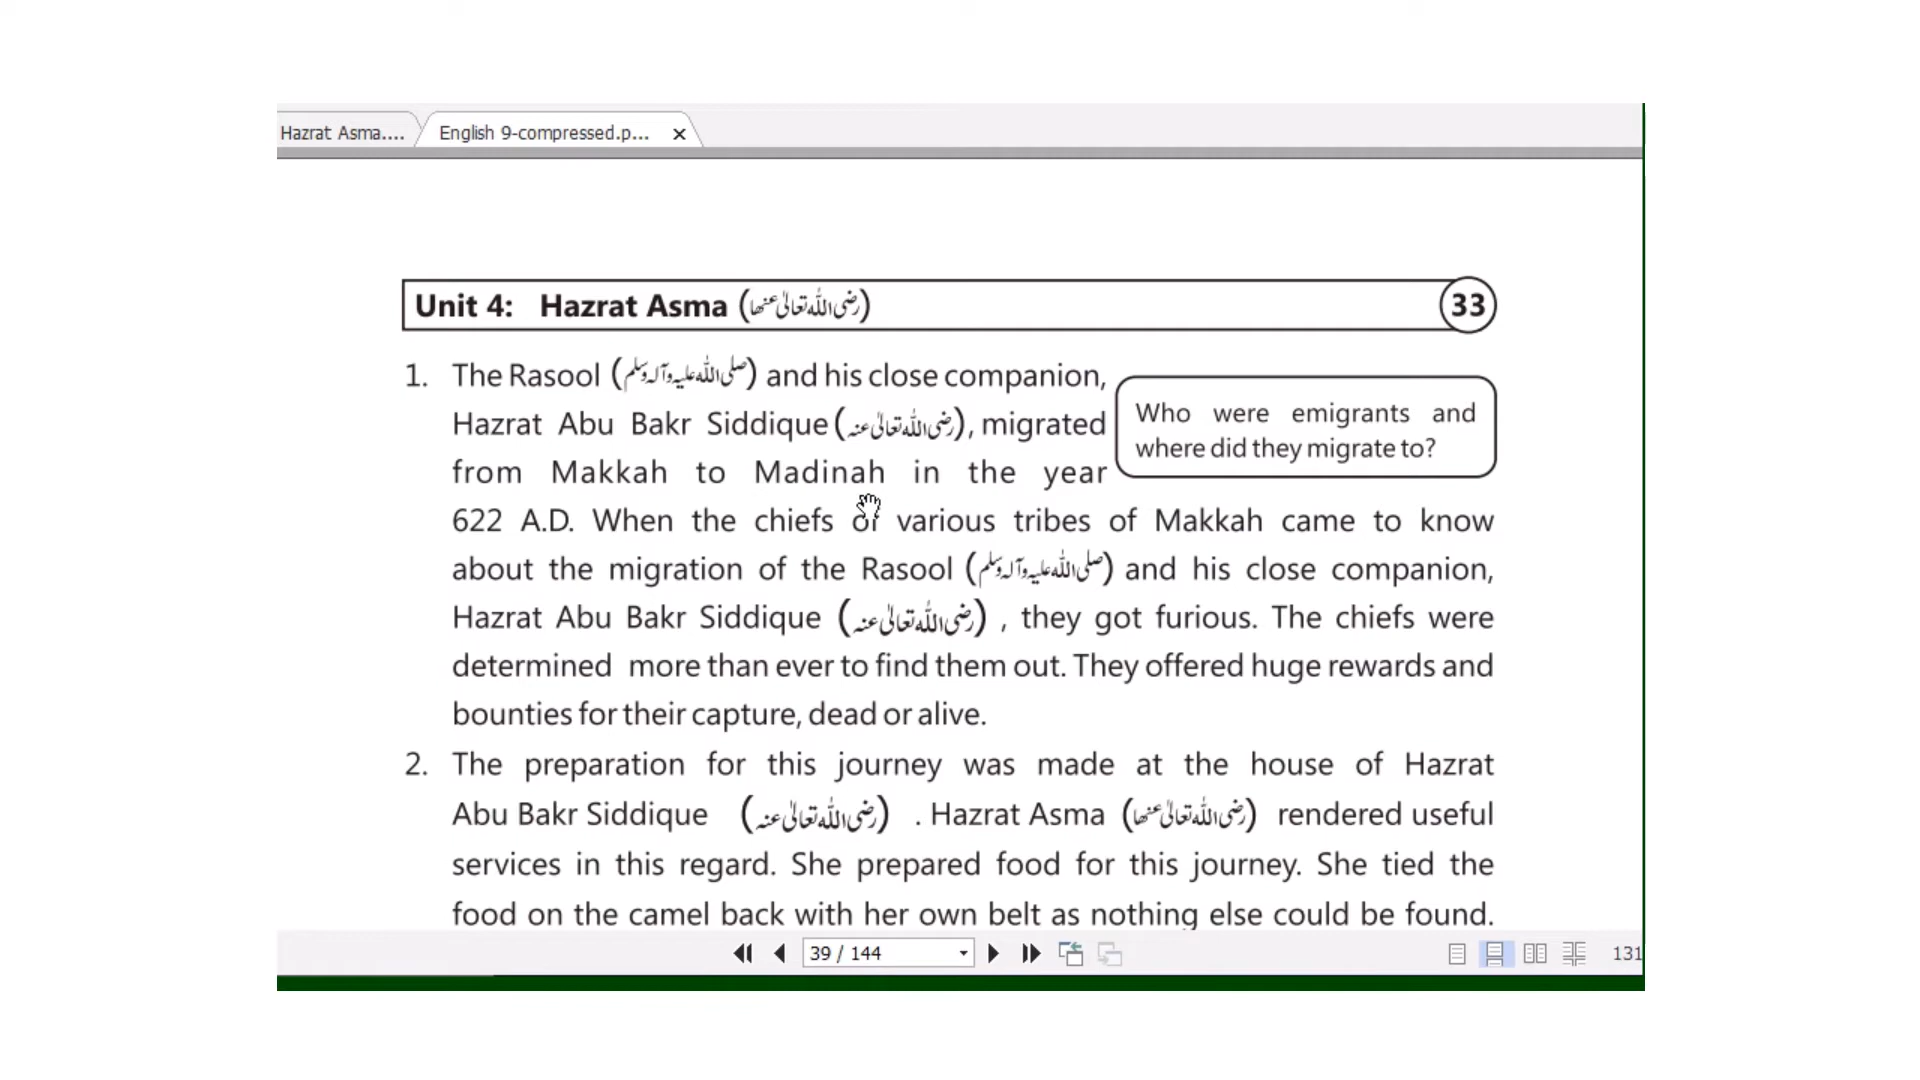 Hazrat Asma....
English 9-compressed.p...
Unit 4: Hazrat Asma (رضی اللہ تعالیٰ عنھا)
33
1. The Rasool (صلی اللہ علیہ وآلہ وسلم) and his close companion,
Hazrat Abu Bakr Siddique (رضی اللہ تعالیٰ عنہ), migrated
from Makkah to Madinah in the year
Who were emigrants and
where did they migrate to?
622 A.D. When the chiefs of various tribes of Makkah came to know
about the migration of the Rasool (صلی اللہ علیہ وآلہ وسلم) and his close companion,
Hazrat Abu Bakr Siddique (رضی اللہ تعالیٰ عنہ) , they got furious. The chiefs were
determined more than ever to find them out. They offered huge rewards and
bounties for their capture, dead or alive.
2. The preparation for this journey was made at the house of Hazrat
Abu Bakr Siddique (رضی اللہ تعالیٰ عنہ) . Hazrat Asma (رضی اللہ تعالیٰ عنھا) rendered useful
services in this regard. She prepared food for this journey. She tied the
food on the camel back with her own belt as nothing else could be found.
39 / 144
131